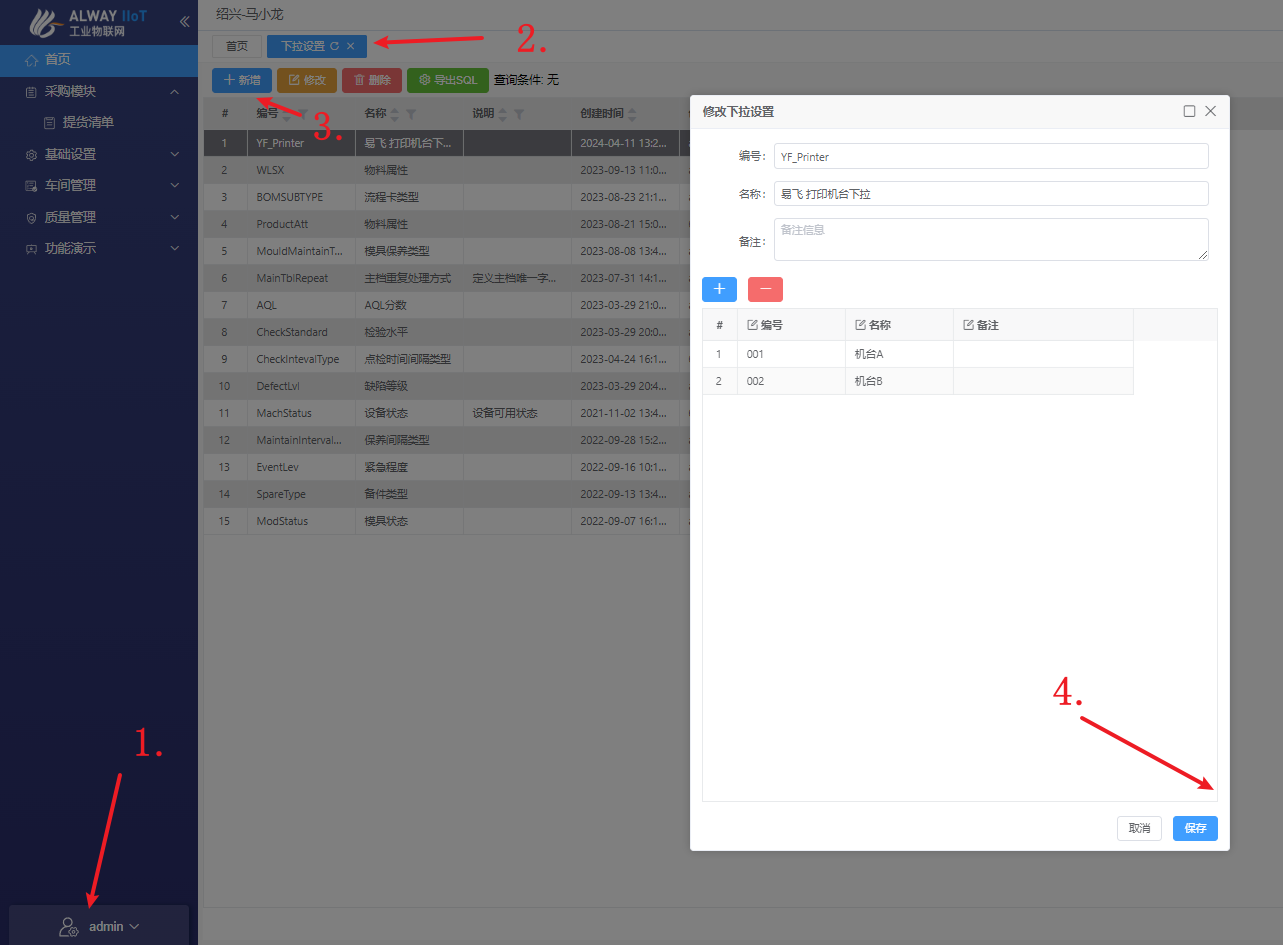 ALWAY IIoT
工业物联网
绍兴-马小龙
首页
下拉设置
2.
新增
修改
删除
导出SQL
查询条件: 无
3.
首页
采购模块
提货清单
基础设置
车间管理
质量管理
功能演示
1.
admin
# 编号 名称 说明 创建时间
1 YF_Printer 易飞 打印机台下... 2024-04-11 13:2...
2 WLSX 物料属性 2023-09-13 11:0...
3 BOMSUBTYPE 流程卡类型 2023-08-23 21:1...
4 ProductAtt 物料属性 2023-08-21 15:0...
5 MouldMaintainT... 模具保养类型 2023-08-08 13:4...
6 MainTblRepeat 主档重复处理方式 定义主档唯一字... 2023-07-31 14:1...
7 AQL AQL分数 2023-03-29 21:0...
8 CheckStandard 检验水平 2023-03-29 20:0...
9 CheckIntevalType 点检时间间隔类型 2023-04-24 16:1...
10 DefectLvl 缺陷等级 2023-03-29 20:4...
11 MachStatus 设备状态 设备可用状态 2021-11-02 13:4...
12 MaintainInterval... 保养间隔类型 2022-09-28 15:2...
13 EventLev 紧急程度 2022-09-16 10:1...
14 SpareType 备件类型 2022-09-13 13:4...
15 ModStatus 模具状态 2022-09-07 16:1...
修改下拉设置
编号: YF_Printer
名称: 易飞 打印机台下拉
备注: 备注信息
# 编号 名称 备注
1 001 机台A
2 002 机台B
4.
取消
保存